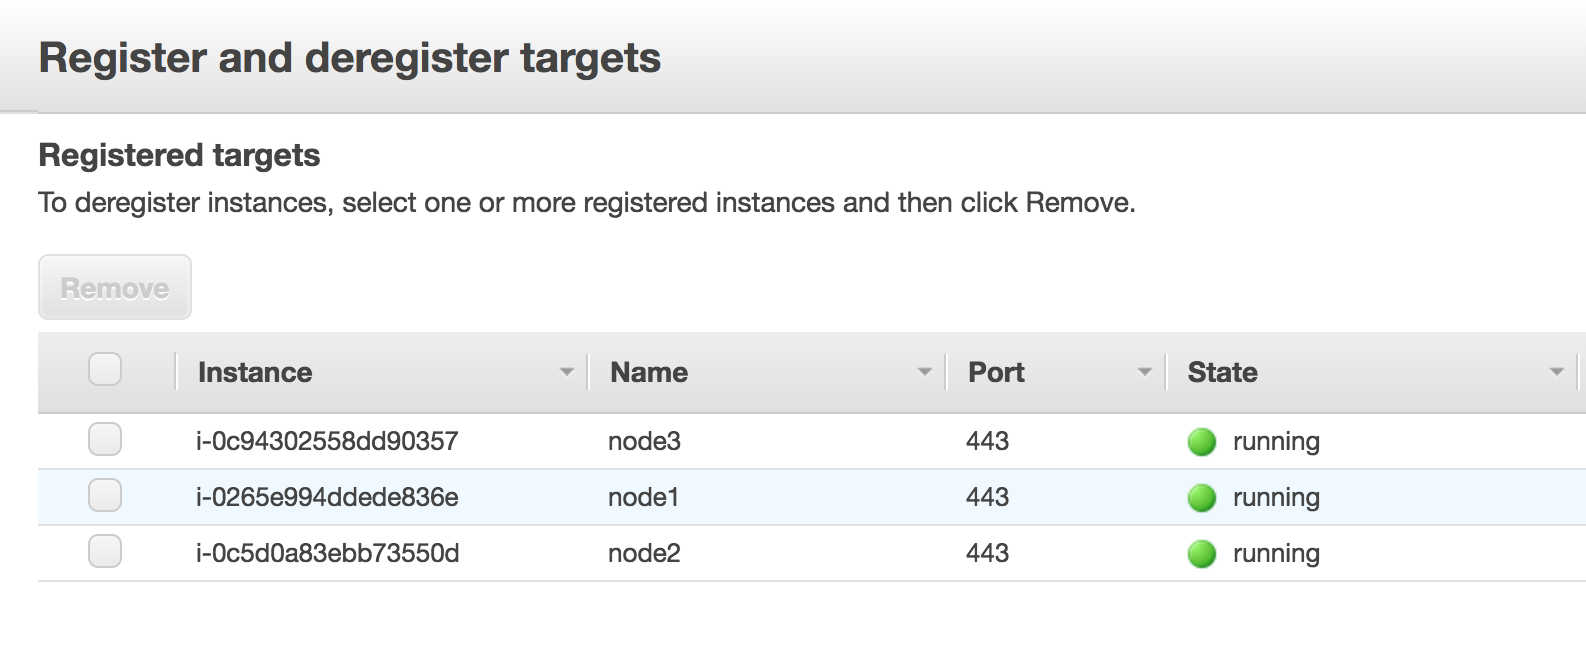 Register and deregister targets
Registered targets
To deregister instances, select one or more registered instances and then click Remove.
Remove
Instance Name Port State
i-0c94302558dd90357 node3 443 running
i-0265e994ddede836e node1 443 running
i-0c5d0a83ebb73550d node2 443 running